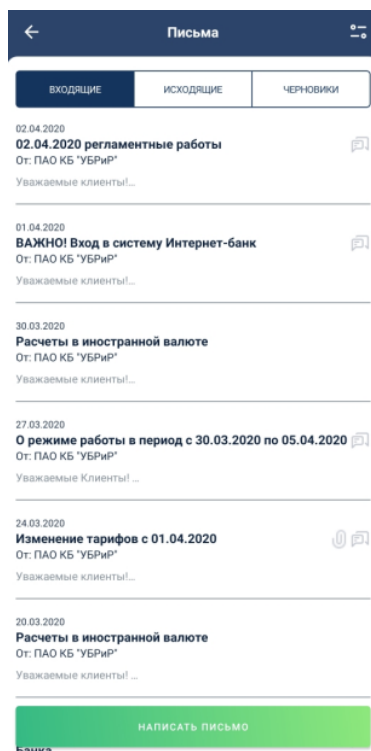 Письма
ВХОДЯЩИЕ
ИСХОДЯЩИЕ
ЧЕРНОВИКИ
02.04.2020
02.04.2020 регламентные работы
От: ПАО КБ "УБРиР"
Уважаемые клиенты!...
01.04.2020
ВАЖНО! Вход в систему Интернет-банк
От: ПАО КБ "УБРиР"
Уважаемые клиенты!...
30.03.2020
Расчеты в иностранной валюте
От: ПАО КБ "УБРиР"
Уважаемые клиенты!...
27.03.2020
О режиме работы в период с 30.03.2020 по 05.04.2020
От: ПАО КБ "УБРиР"
Уважаемые Клиенты! ...
24.03.2020
Изменение тарифов с 01.04.2020
От: ПАО КБ "УБРиР"
Уважаемые клиенты!...
20.03.2020
Расчеты в иностранной валюте
От: ПАО КБ "УБРиР"
Уважаемые клиенты! ...
НАПИСАТЬ ПИСЬМО
Банка